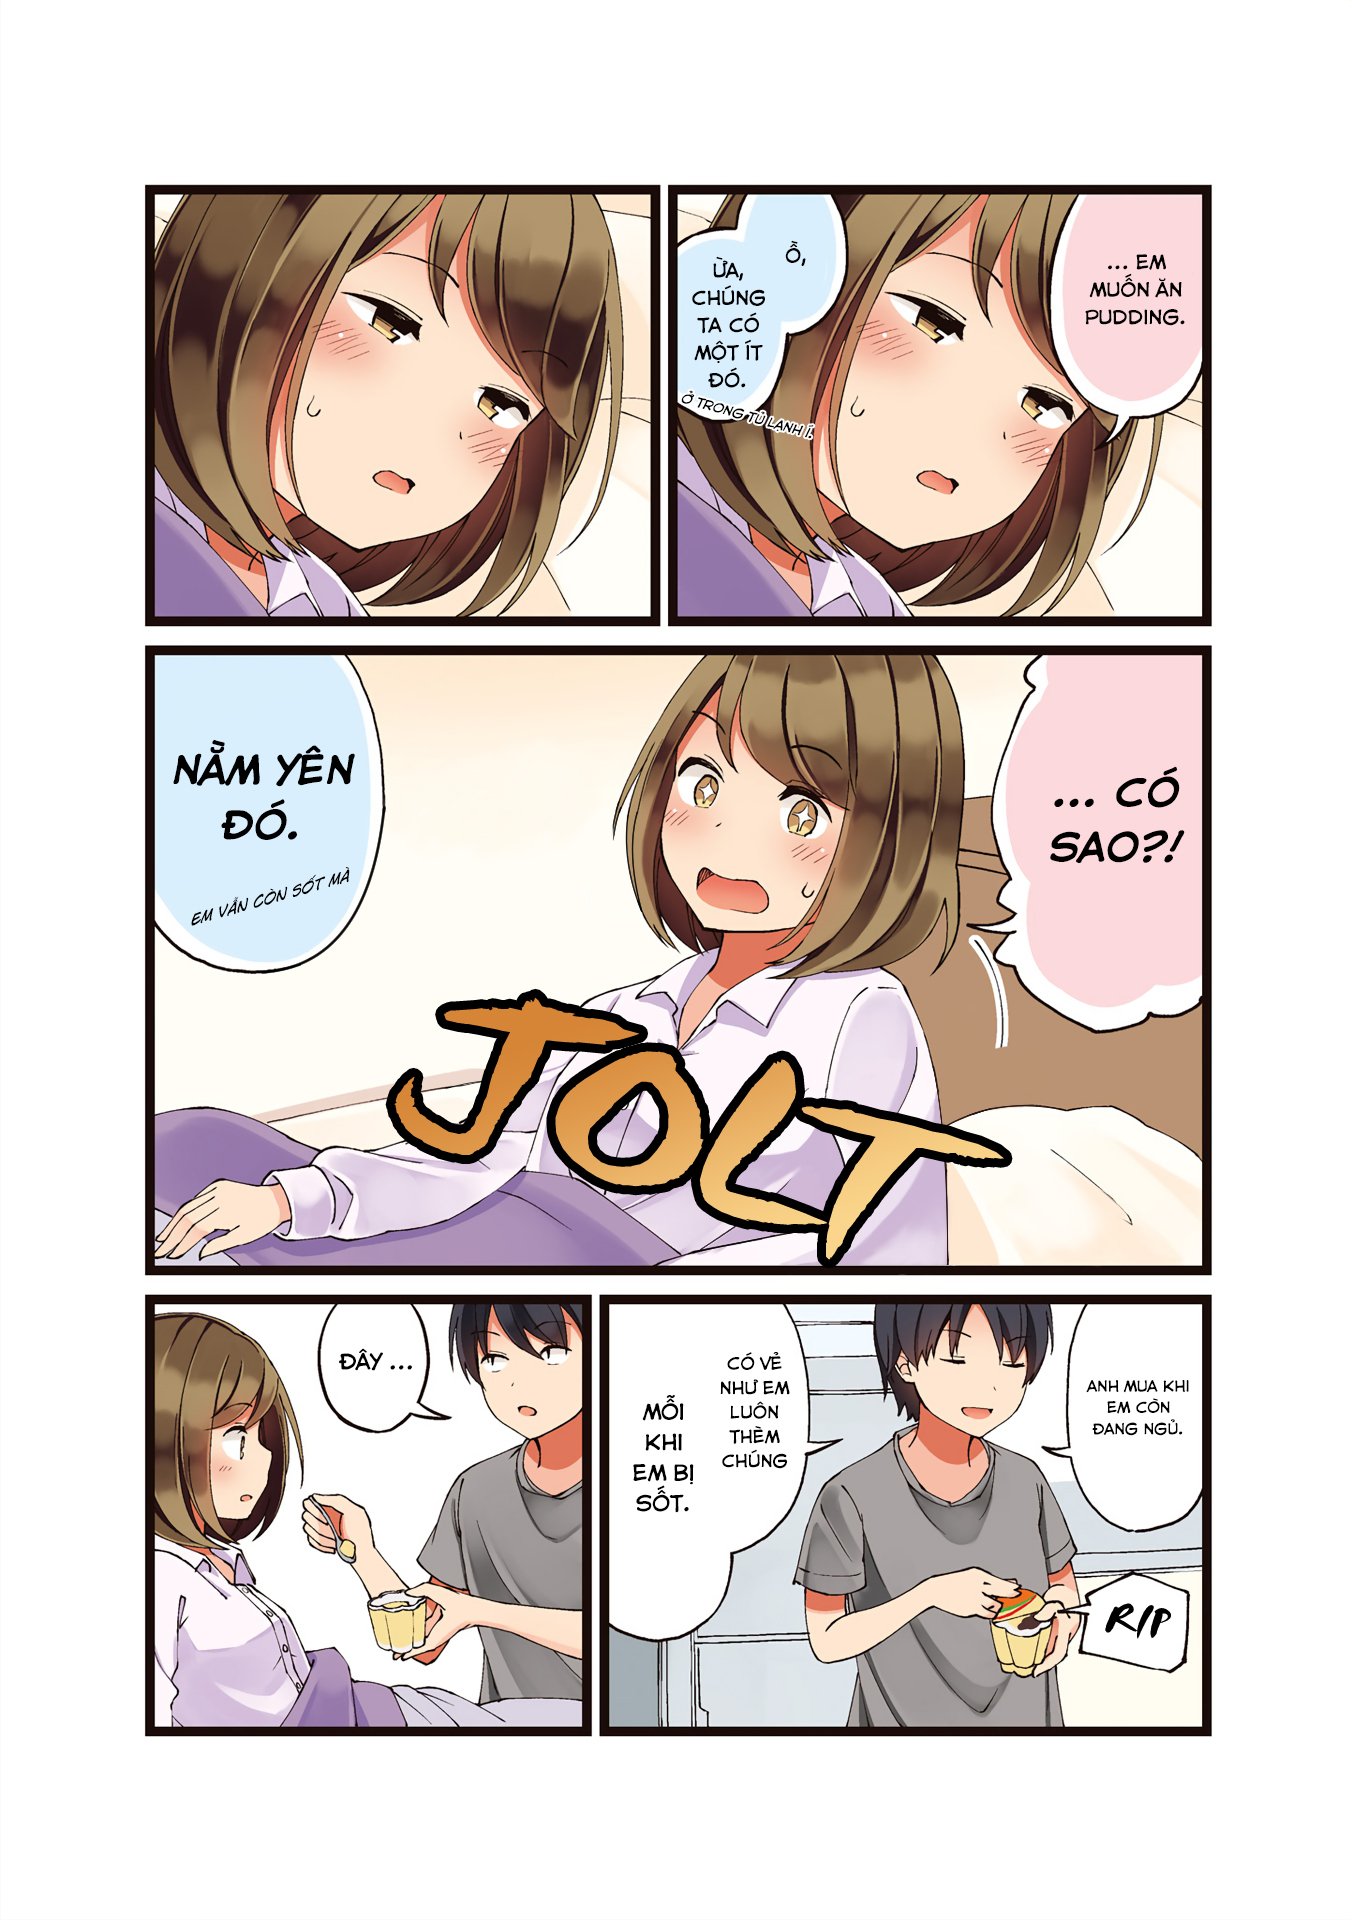 ... EM
MUỐN ĂN
PUDDING.
Ồ,
ỪA,
CHÚNG
TA CÓ
MỘT ÍT
ĐÓ.
Ở TRONG TỦ LẠNH Í.
... CÓ
SAO?!
NẰM YÊN
ĐÓ.
EM VẪN CÒN SỐT MÀ
JOLT
ANH MUA KHI
EM CÒN
ĐANG NGỦ.
CÓ VẺ
NHƯ EM
LUÔN
THÈM
CHÚNG
MỖI
KHI
EM BỊ
SỐT.
RIP
ĐÂY ...